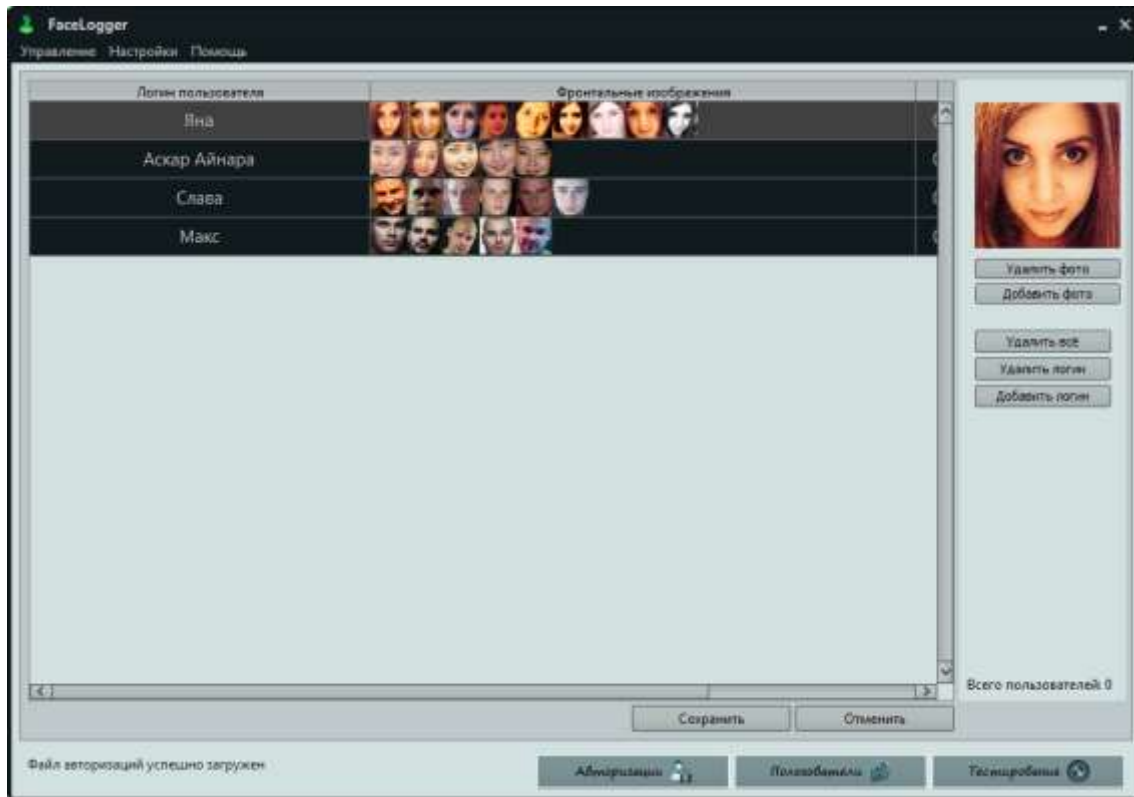 FaceLogger
Управление Настройки Помощь
Логин пользователя Фронтальные изображения
Яна
Аскар Айнара
Слава
Макс
Удалить фото
Добавить фото
Удалить всё
Удалить логин
Добавить логин
Всего пользователей: 0
Сохранить Отменить
Файл авторизаций успешно загружен
Авторизации Пользователи Тестирование